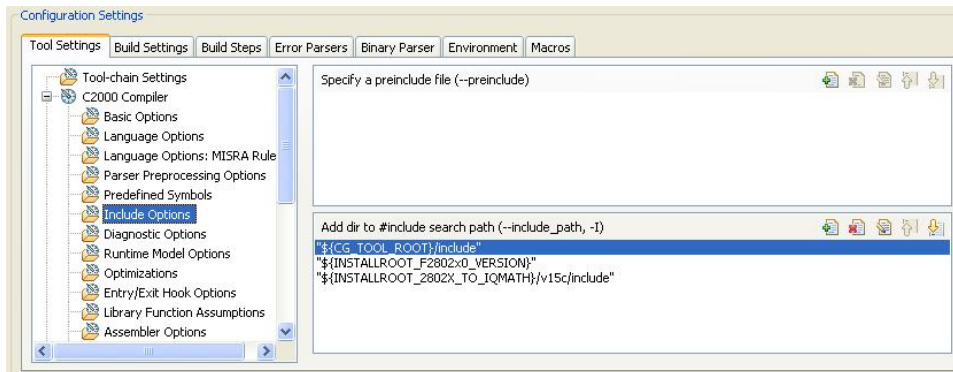 Configuration Settings
Tool Settings Build Settings Build Steps Error Parsers Binary Parser Environment Macros
Tool-chain Settings
C2000 Compiler
Basic Options
Language Options
Language Options: MISRA Rule
Parser Preprocessing Options
Predefined Symbols
Include Options
Diagnostic Options
Runtime Model Options
Optimizations
Entry/Exit Hook Options
Library Function Assumptions
Assembler Options
Specify a preinclude file (--preinclude)
Add dir to #include search path (--include_path, -I)
"${CG_TOOL_ROOT}/include"
"${INSTALLROOT_F2802x0_VERSION}"
"${INSTALLROOT_2802X_TO_IQMATH}/v15c/include"